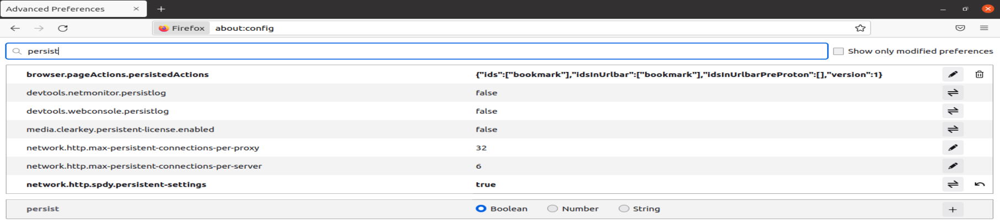 Advanced Preferences
Firefox about:config
persist Show only modified preferences
browser.pageActions.persistedActions {"ids":["bookmark"],"idsInUrlbar":["bookmark"],"idsInUrlbarPreProton":[],"version":1}
devtools.netmonitor.persistlog false
devtools.webconsole.persistlog false
media.clearkey.persistent-license.enabled false
network.http.max-persistent-connections-per-proxy 32
network.http.max-persistent-connections-per-server 6
network.http.spdy.persistent-settings true
persist Boolean Number String